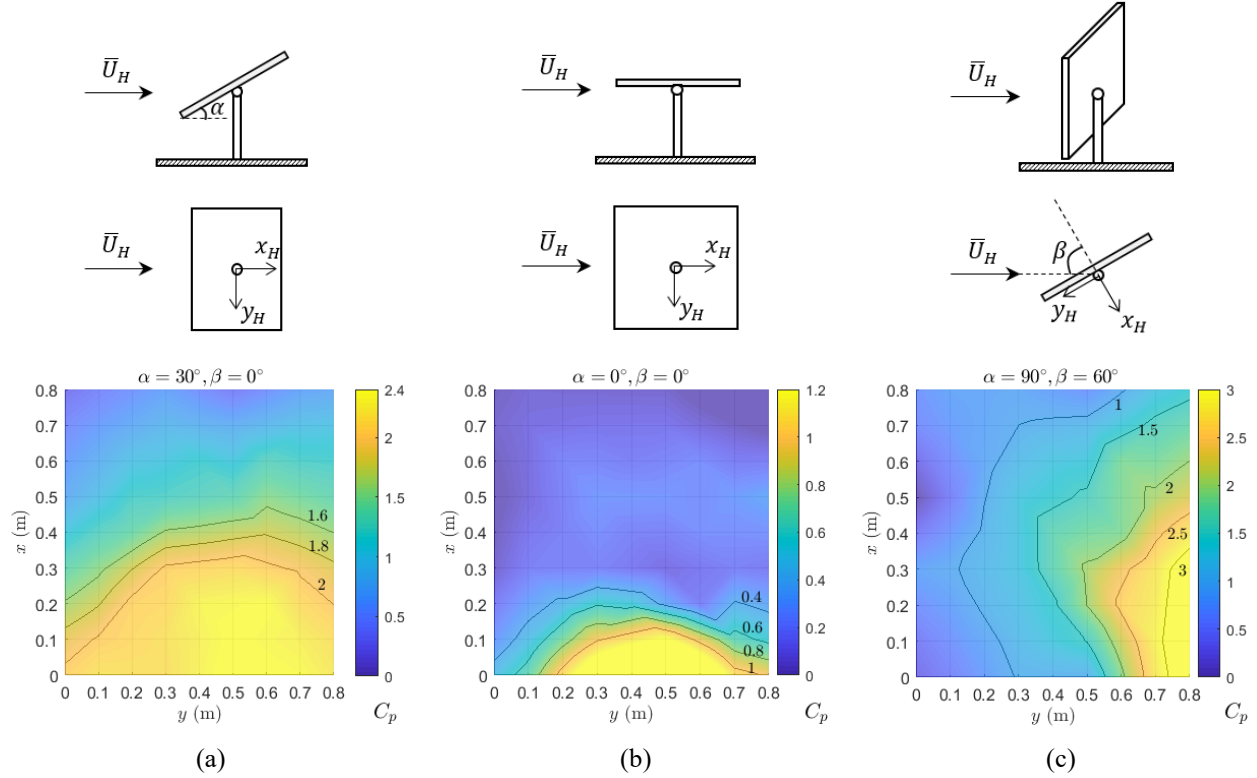 U̅_H
α
U̅_H
U̅_H
U̅_H
x_H
y_H
U̅_H
x_H
y_H
U̅_H
β
y_H
x_H
α = 30°, β = 0°
0.8
0.7
0.6
0.5
0.4
0.3
0.2
0.1
0
x (m)
1.6
1.8
2
0 0.1 0.2 0.3 0.4 0.5 0.6 0.7 0.8
y (m)
2.4
2
1.5
1
0.5
0
C_p
(a)
α = 0°, β = 0°
0.8
0.7
0.6
0.5
0.4
0.3
0.2
0.1
0
x (m)
0.4
0.6
0.8
1
0 0.1 0.2 0.3 0.4 0.5 0.6 0.7 0.8
y (m)
1.2
1
0.8
0.6
0.4
0.2
0
C_p
(b)
α = 90°, β = 60°
0.8
0.7
0.6
0.5
0.4
0.3
0.2
0.1
0
x (m)
1
1.5
2
2.5
3
0 0.1 0.2 0.3 0.4 0.5 0.6 0.7 0.8
y (m)
3
2.5
2
1.5
1
0.5
0
C_p
(c)